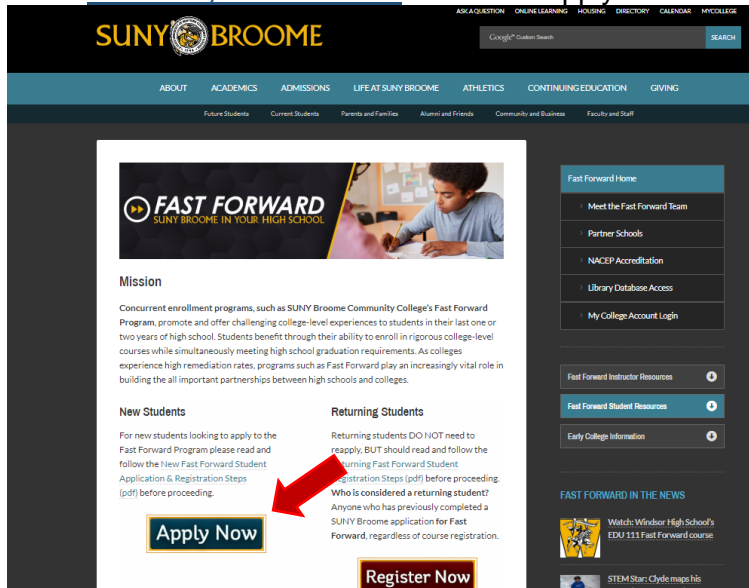 ASK A QUESTION ONLINE LEARNING HOUSING DIRECTORY CALENDAR MYCOLLEGE
SUNY BROOME
Google™ Custom Search
SEARCH
ABOUT ACADEMICS ADMISSIONS LIFE AT SUNY BROOME ATHLETICS CONTINUING EDUCATION GIVING
Future Students Current Students Parents and Families Alumni and Friends Community and Business Faculty and Staff
FAST FORWARD
SUNY BROOME IN YOUR HIGH SCHOOL
Mission
Concurrent enrollment programs, such as SUNY Broome Community College's Fast Forward
Program, promote and offer challenging college-level experiences to students in their last one or
two years of high school. Students benefit through their ability to enroll in rigorous college-level
courses while simultaneously meeting high school graduation requirements. As colleges
experience high remediation rates, programs such as Fast Forward play an increasingly vital role in
building the all important partnerships between high schools and colleges.
New Students
For new students looking to apply to the
Fast Forward Program please read and
follow the New Fast Forward Student
Application & Registration Steps
(pdf) before proceeding.
Apply Now
Returning Students
Returning students DO NOT need to
reapply, BUT should read and follow the
Returning Fast Forward Student
Registration Steps (pdf) before proceeding.
Who is considered a returning student?
Anyone who has previously completed a
SUNY Broome application for Fast
Forward, regardless of course registration.
Register Now
Fast Forward Home
Meet the Fast Forward Team
Partner Schools
NACEP Accreditation
Library Database Access
My College Account Login
Fast Forward Instructor Resources
Fast Forward Student Resources
Early College Information
FAST FORWARD IN THE NEWS
Watch: Windsor High School's
EDU 111 Fast Forward course
STEM Star: Clyde maps his